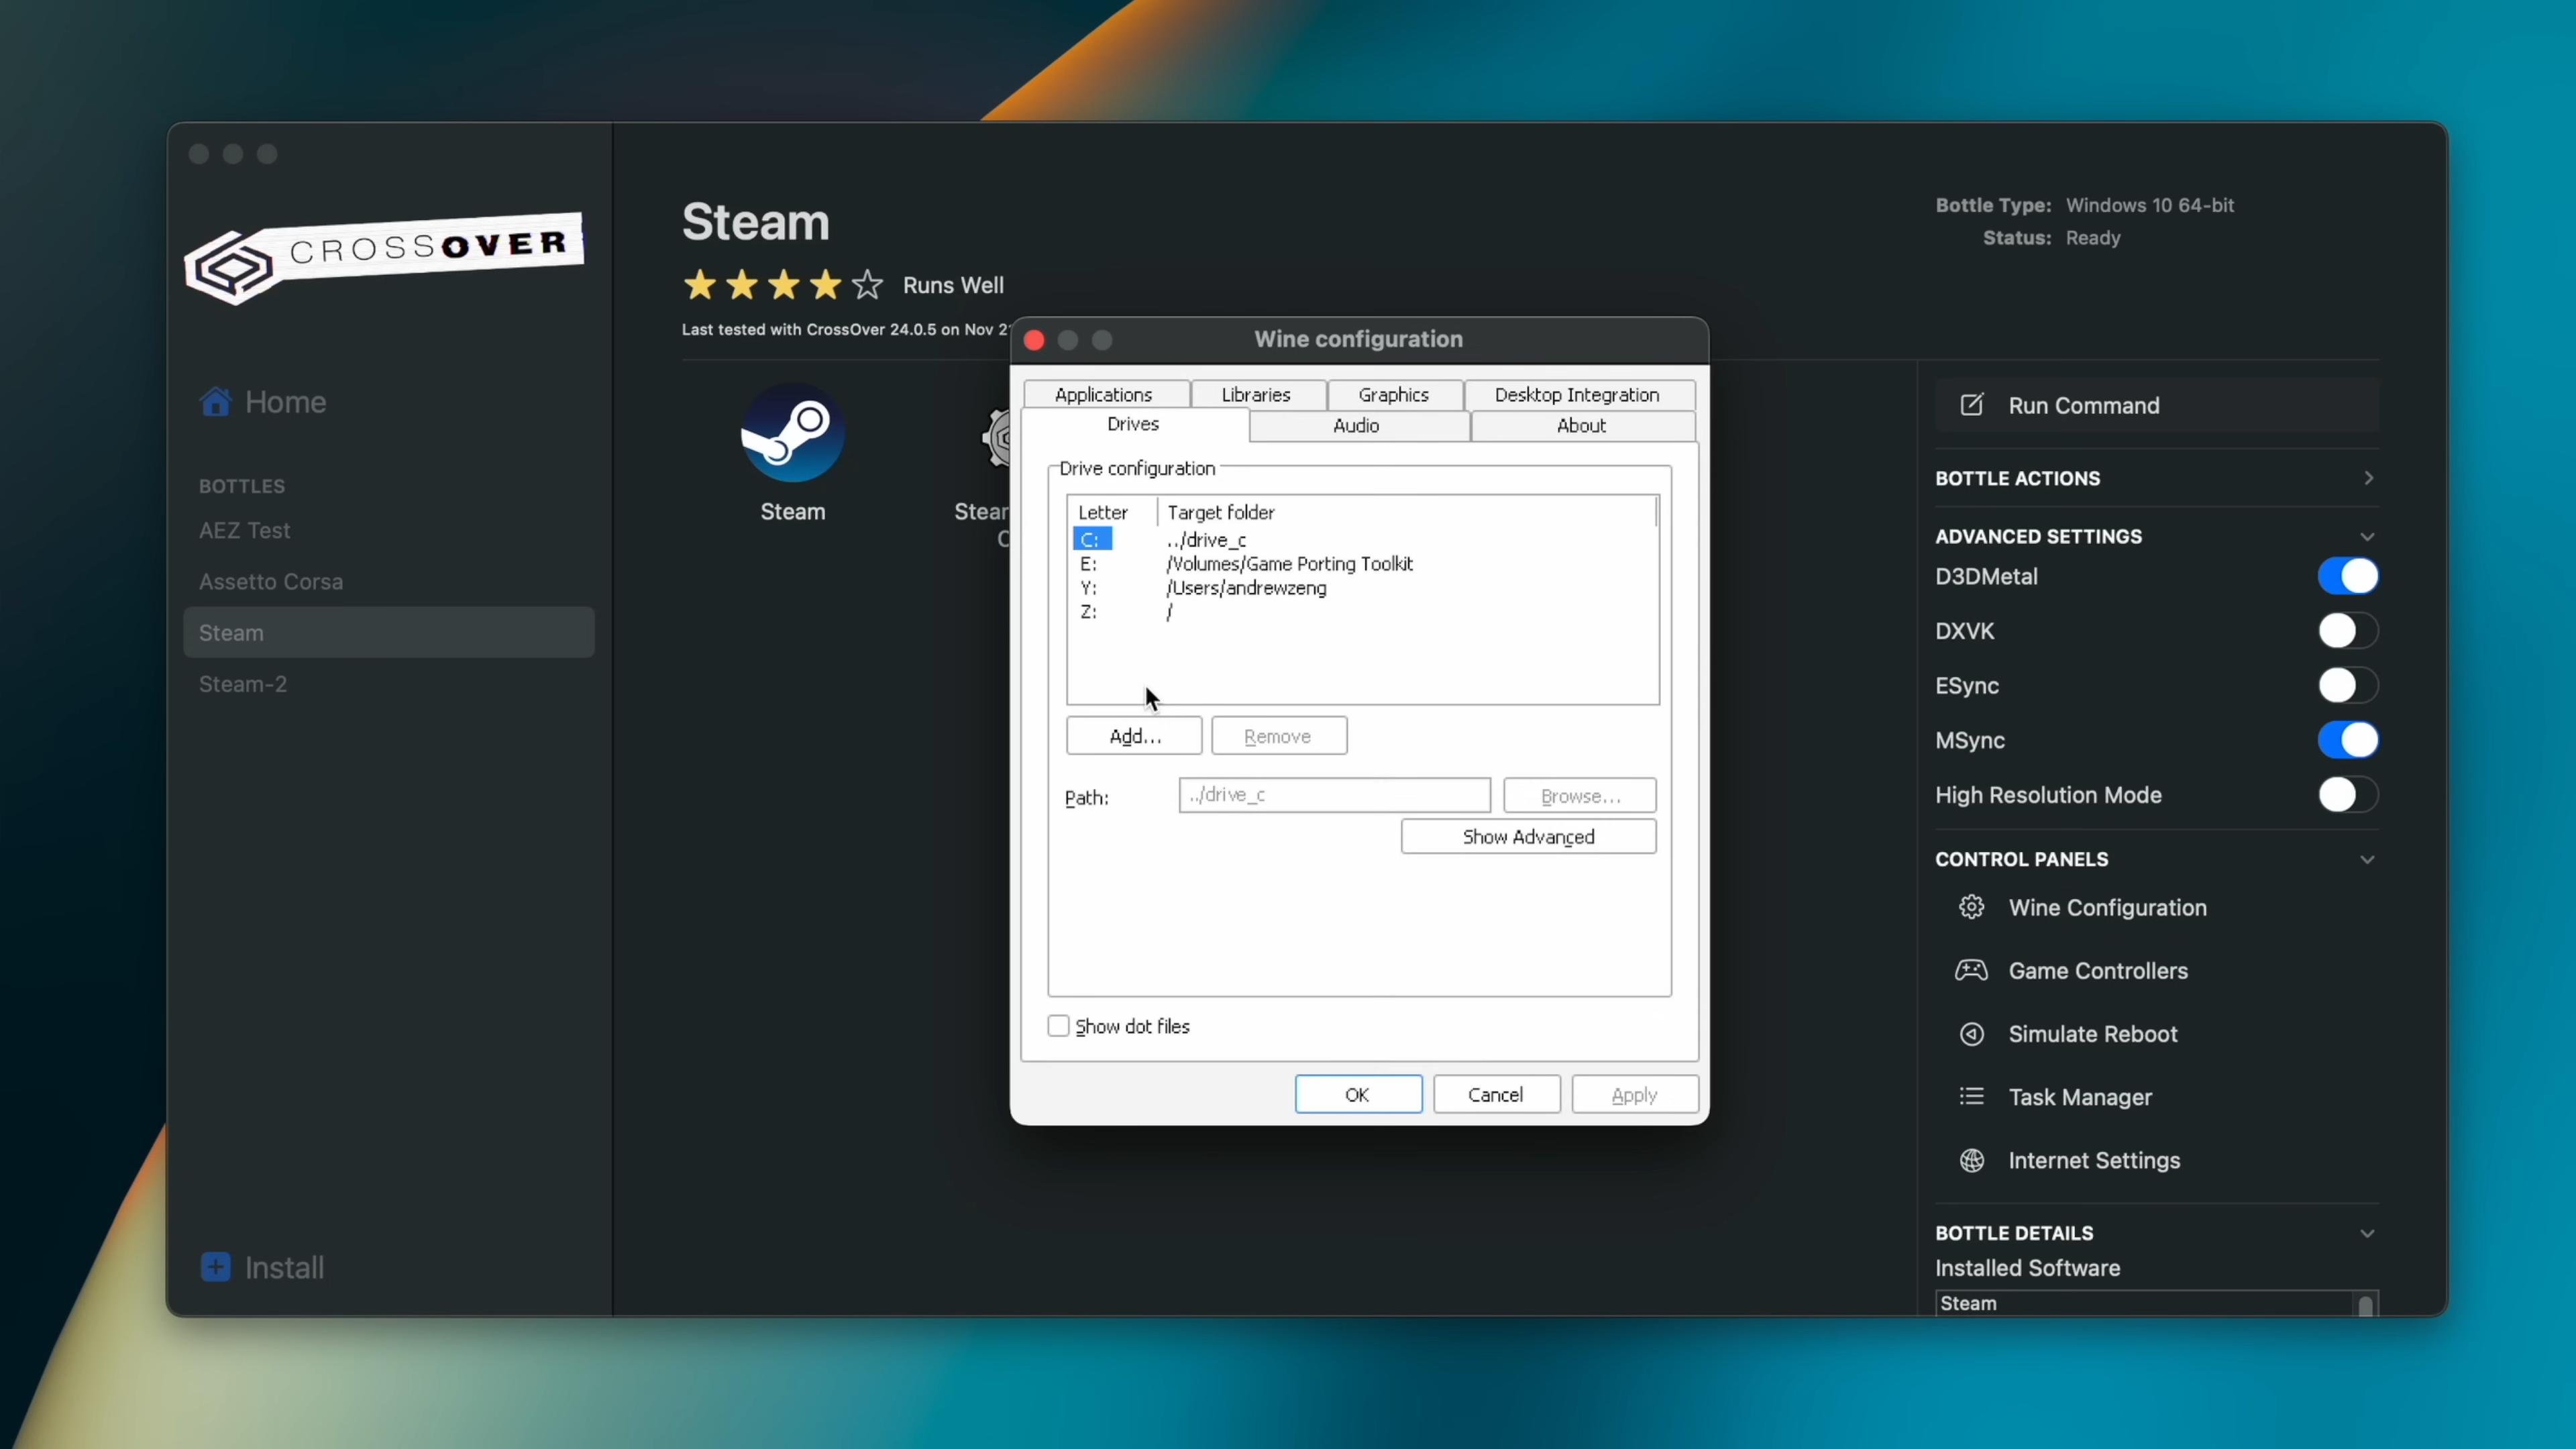 CROSSOVER
Home
BOTTLES
AEZ Test
Assetto Corsa
Steam
Steam-2
Install
Steam
Runs Well
Last tested with CrossOver 24.0.5 on Nov
Steam
Bottle Type: Windows 10 64-bit
Status: Ready
Wine configuration
Applications
Libraries
Graphics
Desktop Integration
Drives
Audio
About
Drive configuration
Letter Target folder
C: ../drive_c
E: /Volumes/Game Porting Toolkit
Y: /Users/andrewzeng
Z: /
Add...
Remove
Path: ../drive_c
Browse...
Show Advanced
Show dot files
OK
Cancel
Apply
Run Command
BOTTLE ACTIONS
ADVANCED SETTINGS
D3DMetal
DXVK
ESync
MSync
High Resolution Mode
CONTROL PANELS
Wine Configuration
Game Controllers
Simulate Reboot
Task Manager
Internet Settings
BOTTLE DETAILS
Installed Software
Steam